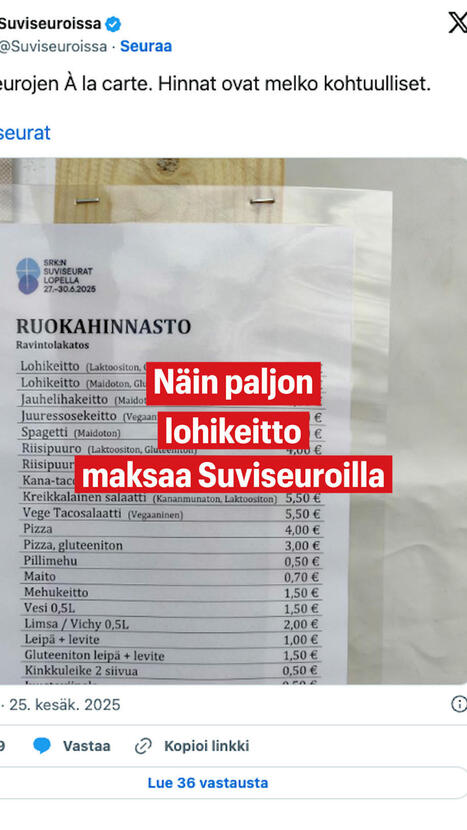 Suviseuroissa
@Suviseuroissa · Seuraa
eurojen À la carte. Hinnat ovat melko kohtuulliset.
seurat
SRK:N
SUVISEURAT
LOPELLA
27.-30.6.2025
RUOKAHINNASTO
Ravintolakatos
Lohikeitto (Laktoositon,
Lohikeitto (Maidoton, Glu
Jauhelihakeitto (Maidot
Juuressosekeitto (Vegaan €
Spagetti (Maidoton) €
Riisipuuro (Laktoositon, Gluteeniton) 4,00 €
Riisipuur
Kana-tac
Näin paljon
lohikeitto
maksaa Suviseuroilla
Kreikkalainen salaatti (Kananmunaton, Laktoositon) 5,50 €
Vege Tacosalaatti (Vegaaninen) 5,50 €
Pizza 4,00 €
Pizza, gluteeniton 3,00 €
Pillimehu 0,50 €
Maito 0,70 €
Mehukeitto 1,50 €
Vesi 0,5L 1,50 €
Limsa / Vichy 0,5L 2,00 €
Leipä + levite 1,00 €
Gluteeniton leipä + levite 1,50 €
Kinkkuleike 2 siivua 0,50 €
· 25. kesäk. 2025
9 Vastaa Kopioi linkki
Lue 36 vastausta